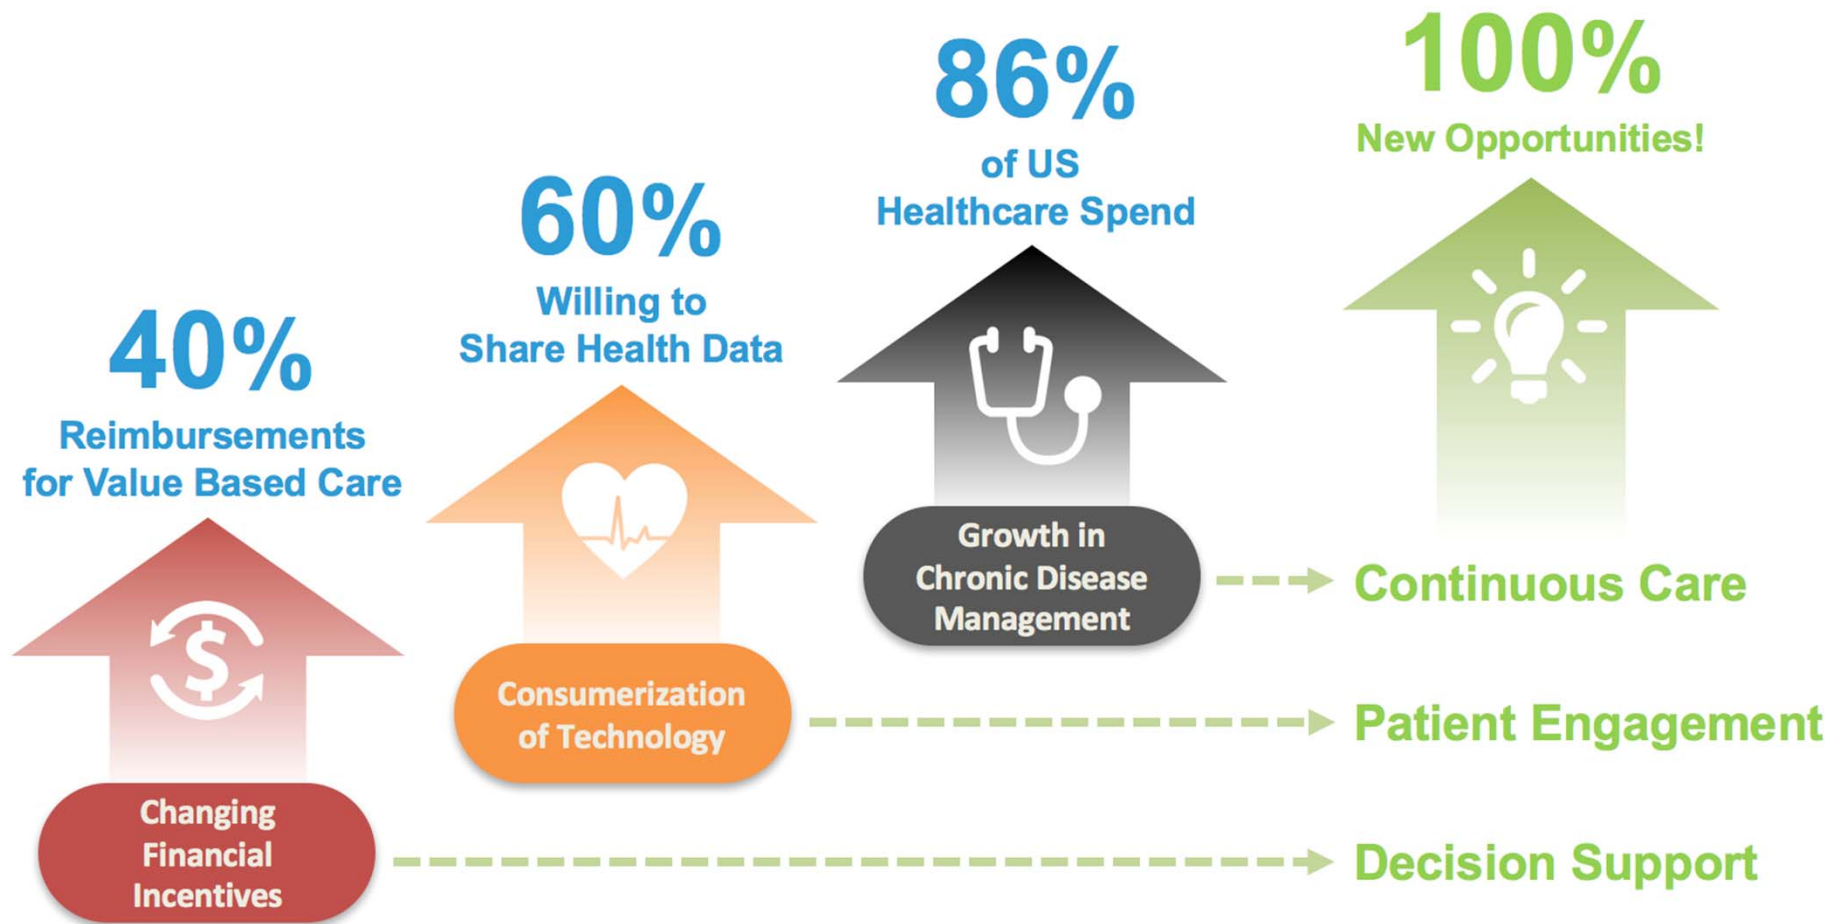 40%
Reimbursements
for Value Based Care
$
Changing
Financial
Incentives
60%
Willing to
Share Health Data
Consumerization
of Technology
86%
of US
Healthcare Spend
Growth in
Chronic Disease
Management
100%
New Opportunities!
Continuous Care
Patient Engagement
Decision Support